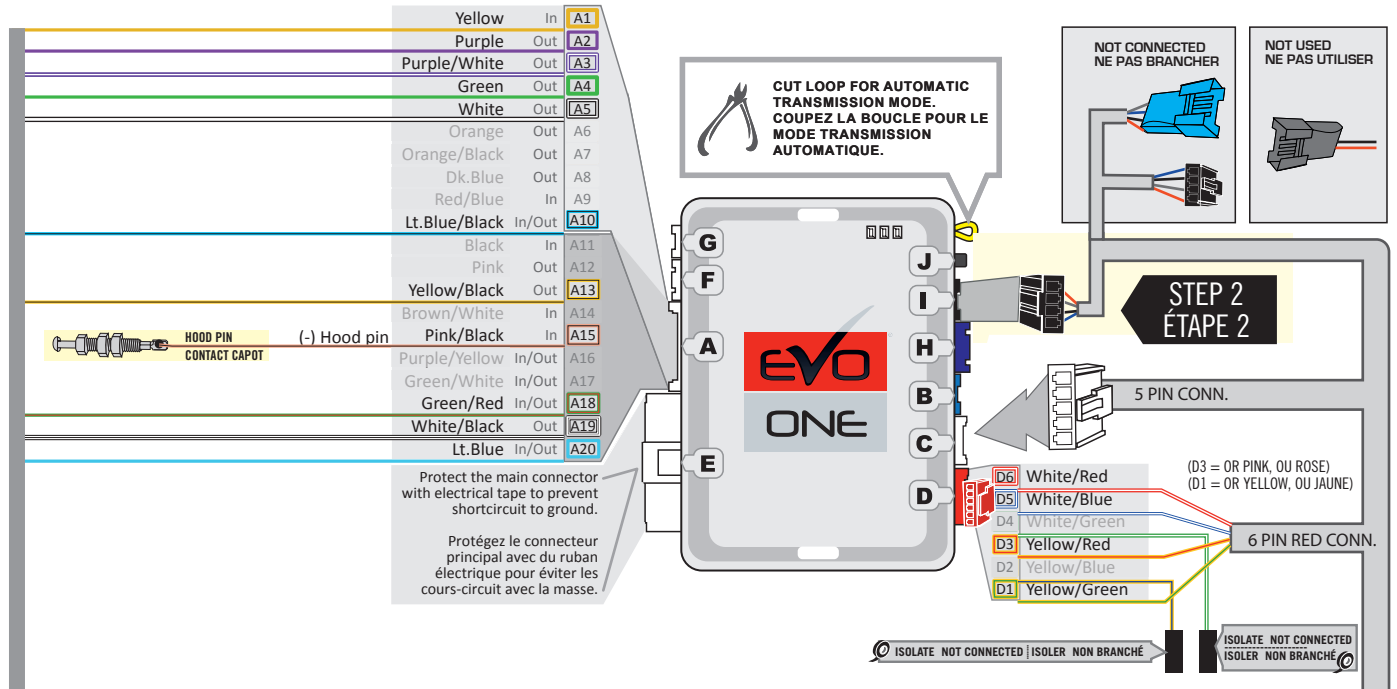 Yellow In A1
Purple Out A2
Purple/White Out A3
Green Out A4
White Out A5
Orange Out A6
Orange/Black Out A7
Dk.Blue Out A8
Red/Blue In A9
Lt.Blue/Black In/Out A10
Black In A11
Pink Out A12
Yellow/Black Out A13
Brown/White In A14
(-) Hood pin Pink/Black In A15
Purple/Yellow In/Out A16
Green/White In/Out A17
Green/Red In/Out A18
White/Black Out A19
Lt.Blue In/Out A20
HOOD PIN
CONTACT CAPOT
Protect the main connector
with electrical tape to prevent
shortcircuit to ground.
Protégez le connecteur
principal avec du ruban
électrique pour éviter les
cours-circuit avec la masse.
CUT LOOP FOR AUTOMATIC
TRANSMISSION MODE.
COUPEZ LA BOUCLE POUR LE
MODE TRANSMISSION
AUTOMATIQUE.
G
F
A
E
J
I
H
B
C
D
EVO
ONE
NOT CONNECTED
NE PAS BRANCHER
NOT USED
NE PAS UTILISER
STEP 2
ÉTAPE 2
5 PIN CONN.
D6 White/Red
D5 White/Blue
D4 White/Green
D3 Yellow/Red
D2 Yellow/Blue
D1 Yellow/Green
(D3 = OR PINK, OU ROSE)
(D1 = OR YELLOW, OU JAUNE)
6 PIN RED CONN.
ISOLATE NOT CONNECTED | ISOLER NON BRANCHÉ
ISOLATE NOT CONNECTED
ISOLER NON BRANCHÉ